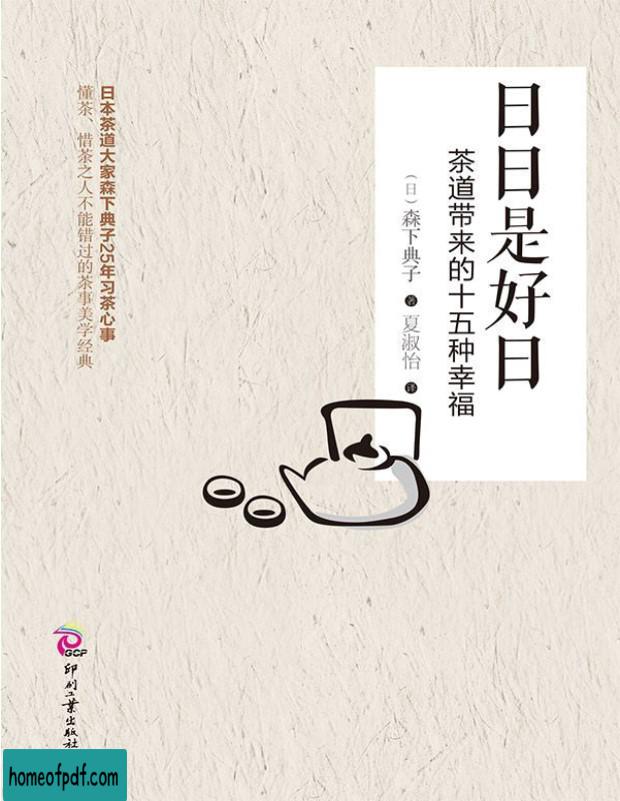 日日是好日
茶道带来的十五种幸福
（日）森下典子 著 夏淑怡 译
日本茶道大家森下典子25年习茶心事
懂茶、惜茶之人不能错过的茶事美学经典
GCP
印刷工业出版社
homeofpdf.com